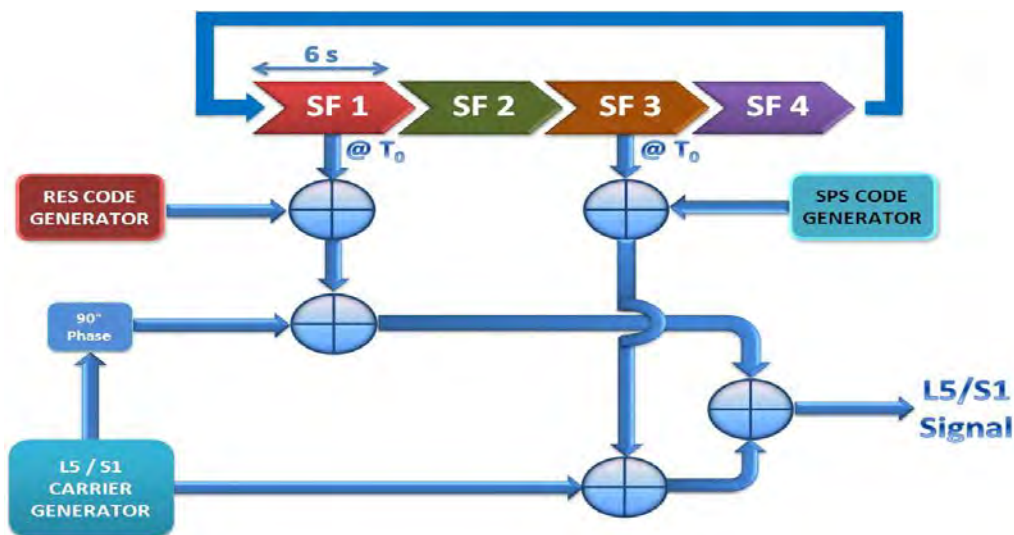 6 s
SF 1
SF 2
SF 3
SF 4
@ T₀
@ T₀
RES CODE
GENERATOR
SPS CODE
GENERATOR
90°
Phase
L5/S1
Signal
L5 / S1
CARRIER
GENERATOR